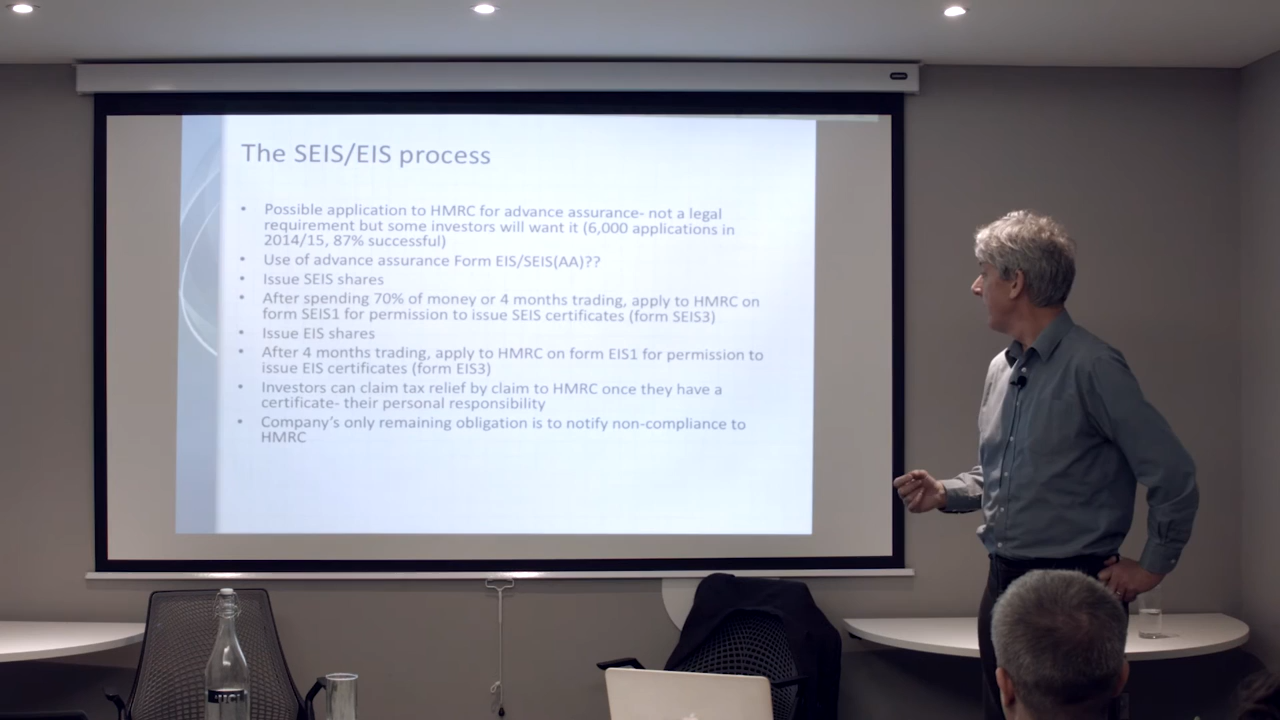 The SEIS/EIS process
• Possible application to HMRC for advance assurance- not a legal
requirement but some investors will want it (6,000 applications in
2014/15, 87% successful)
• Use of advance assurance Form EIS/SEIS(AA)??
• Issue SEIS shares
• After spending 70% of money or 4 months trading, apply to HMRC on
form SEIS1 for permission to issue SEIS certificates (form SEIS3)
• Issue EIS shares
• After 4 months trading, apply to HMRC on form EIS1 for permission to
issue EIS certificates (form EIS3)
• Investors can claim tax relief by claim to HMRC once they have a
certificate- their personal responsibility
• Company's only remaining obligation is to notify non-compliance to
HMRC